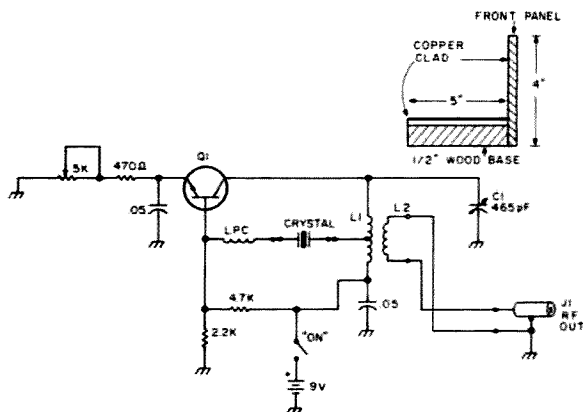 FRONT PANEL
COPPER
CLAD
5"
4"
1/2" WOOD BASE
Q1
5K
470Ω
.05
C1
465pF
L1
L2
LPC
CRYSTAL
4.7K
.05
J1
RF
OUT
2.2K
"ON"
+
9V